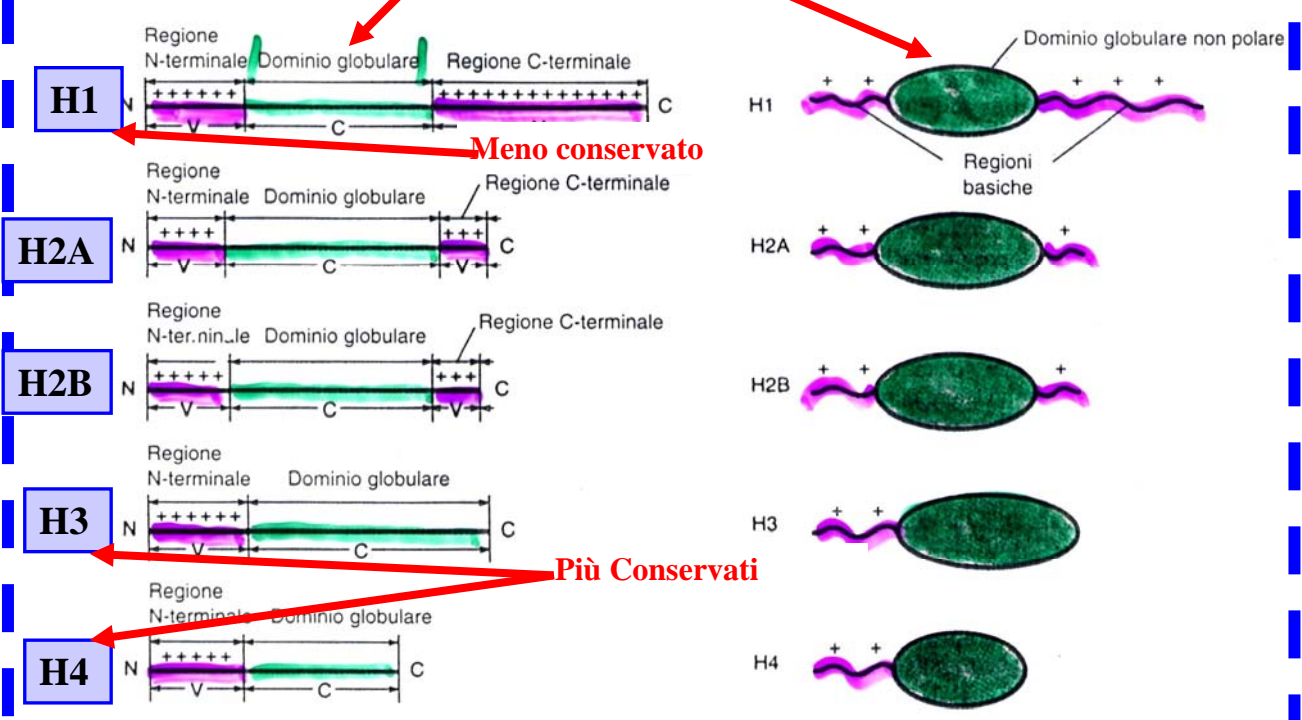 Regione
N-terminale Dominio globulare Regione C-terminale
Dominio globulare non polare
H1
++++++ ++++++++++++++
N C
V C
H1
+ + + + +
Meno conservato
Regioni
basiche
Regione
N-terminale Dominio globulare
Regione C-terminale
H2A
++++ +++
N C
V C V
H2A
+ + +
Regione
Dominio globulare
Regione C-terminale
H2B
+++++ +++
N C
V C V
H2B
+ + +
Regione
N-terminale Dominio globulare
H3
++++++
N C
V C
H3
+ +
Più Conservati
Regione
N-terminale Dominio globulare
H4
+++++
N C
V C
H4
+ +